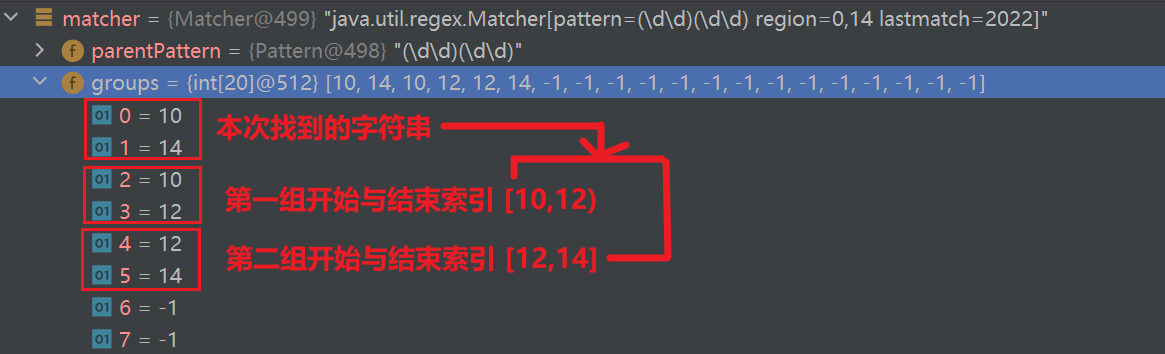 matcher = {Matcher@499} "java.util.regex.Matcher[pattern=(\d\d)(\d\d) region=0,14 lastmatch=2022]"
f parentPattern = {Pattern@498} "(\d\d)(\d\d)"
f groups = {int[20]@512} [10, 14, 10, 12, 12, 14, -1, -1, -1, -1, -1, -1, -1, -1, -1, -1, -1, -1, -1, -1]
01 0 = 10
本次找到的字符串
01 1 = 14
01 2 = 10
第一组开始与结束索引 [10,12)
01 3 = 12
01 4 = 12
第二组开始与结束索引 [12,14]
01 5 = 14
01 6 = -1
01 7 = -1